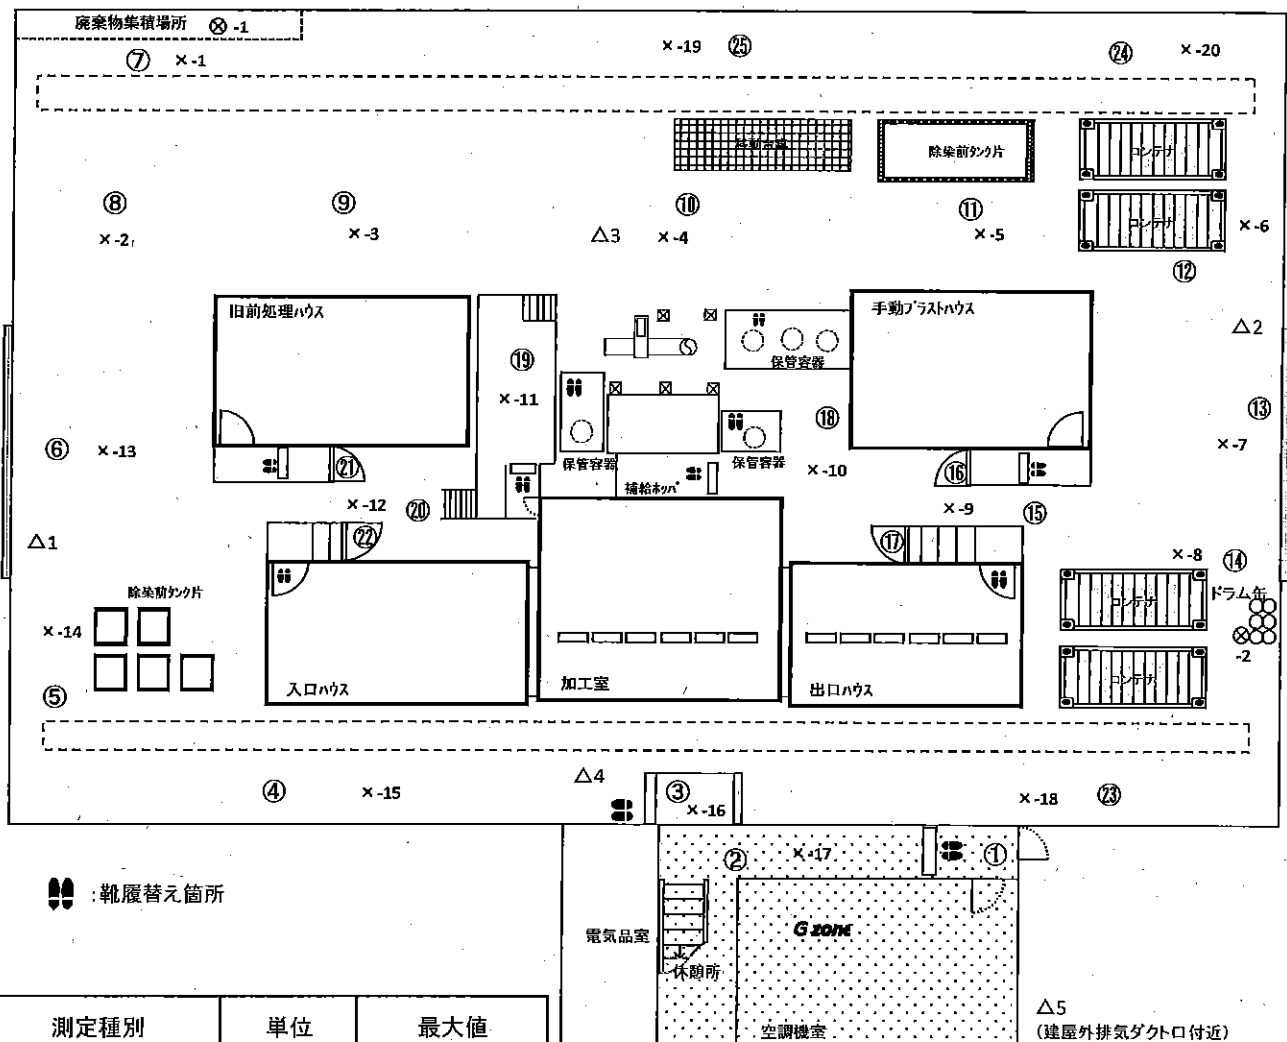 廃棄物集積場所 ⊗ -1
⑦ ×-1
×-19 ㉕
㉔ ×-20
除染前タンク片
コンテナ
⑧
×-2
⑨
×-3
△3
⑩
×-4
⑪
×-5
コンテナ
×-6
⑫
旧前処理ハウス
手動ブラストハウス
△2
⑲
×-11
保管容器
⑱
⑬
×-7
⑥ ×-13
㉑
保管容器
補給ホッパ
保管容器
×-10
⑯
×-12 ⑳
×-9 ⑮
△1
㉒
⑰
×-8 ⑭
ドラム缶
コンテナ
⊗
-2
除染前タンク片
×-14
⑤
入口ハウス
加工室
出口ハウス
コンテナ
④ ×-15
△4
③
×-16
×-18 ㉓
② ×-17 ①
:靴履替え箇所
電気品室
G zone
休憩所
空調機室
△5
(建屋外排気ダクト口付近)
測定種別 単位 最大値